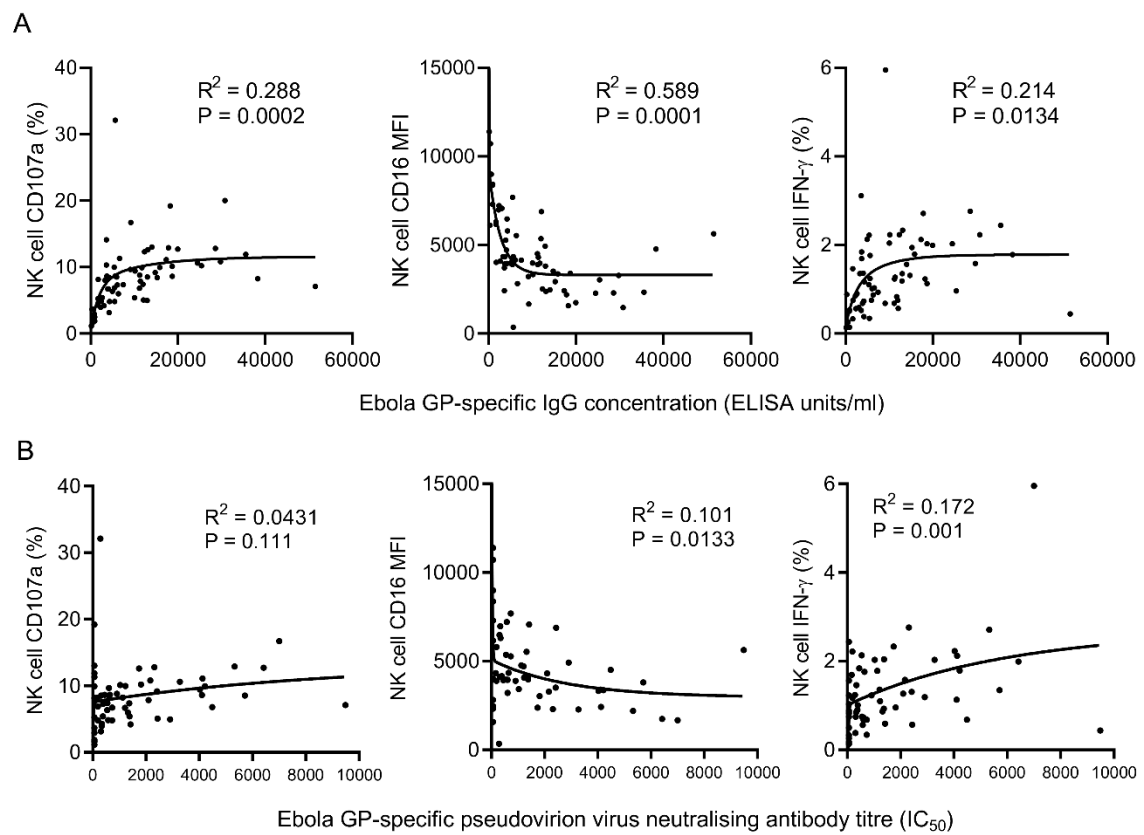 A
NK cell CD107a (%)
40
30
20
10
0
0 20000 40000 60000
R² = 0.288
P = 0.0002
NK cell CD16 MFI
15000
10000
5000
0
0 20000 40000 60000
R² = 0.589
P = 0.0001
NK cell IFN-γ (%)
6
4
2
0
0 20000 40000 60000
R² = 0.214
P = 0.0134
Ebola GP-specific IgG concentration (ELISA units/ml)
B
NK cell CD107a (%)
40
30
20
10
0
0 2000 4000 6000 8000 10000
R² = 0.0431
P = 0.111
NK cell CD16 MFI
15000
10000
5000
0
0 2000 4000 6000 8000 10000
R² = 0.101
P = 0.0133
NK cell IFN-γ (%)
6
4
2
0
0 2000 4000 6000 8000 10000
R² = 0.172
P = 0.001
Ebola GP-specific pseudovirion virus neutralising antibody titre (IC₅₀)